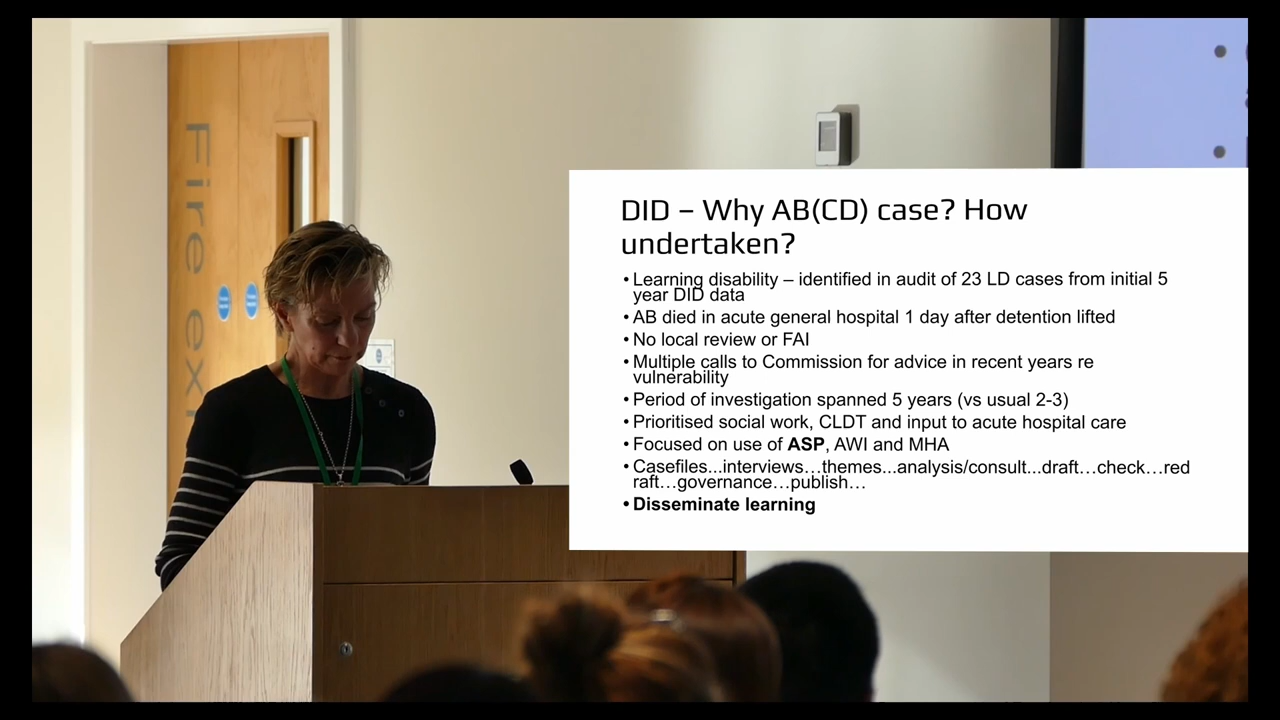 Fire exi
DID – Why AB(CD) case? How
undertaken?
• Learning disability – identified in audit of 23 LD cases from initial 5
year DID data
• AB died in acute general hospital 1 day after detention lifted
• No local review or FAI
• Multiple calls to Commission for advice in recent years re
vulnerability
• Period of investigation spanned 5 years (vs usual 2-3)
• Prioritised social work, CLDT and input to acute hospital care
• Focused on use of ASP, AWI and MHA
• Casefiles...interviews…themes...analysis/consult...draft…check…red
raft…governance…publish…
• Disseminate learning